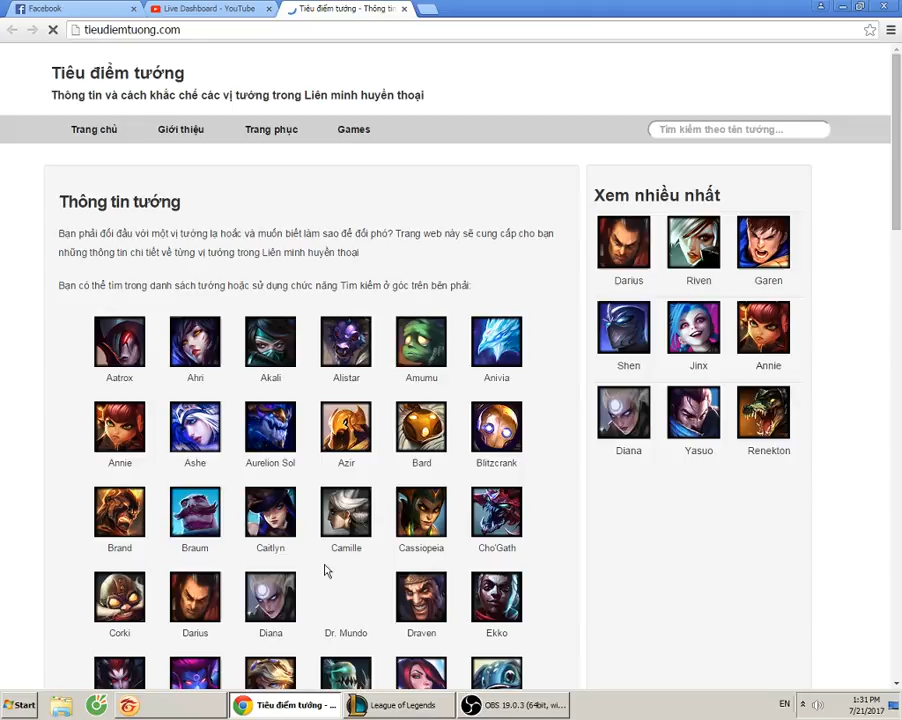 Facebook
Live Dashboard - YouTube
Tiêu điểm tướng - Thông tin
tieudiemtuong.com
Tiêu điểm tướng
Thông tin và cách khắc chế các vị tướng trong Liên minh huyền thoại
Trang chủ Giới thiệu Trang phục Games
Tìm kiếm theo tên tướng...
Thông tin tướng
Bạn phải đối đầu với một vị tướng lạ hoắc và muốn biết làm sao để đối phó? Trang web này sẽ cung cấp cho bạn
những thông tin chi tiết về từng vị tướng trong Liên minh huyền thoại
Bạn có thể tìm trong danh sách tướng hoặc sử dụng chức năng Tìm kiếm ở góc trên bên phải:
Aatrox Ahri Akali Alistar Amumu Anivia
Annie Ashe Aurelion Sol Azir Bard Blitzcrank
Brand Braum Caitlyn Camille Cassiopeia Cho'Gath
Corki Darius Diana Dr. Mundo Draven Ekko
Xem nhiều nhất
Darius Riven Garen
Shen Jinx Annie
Diana Yasuo Renekton
Start
Tiêu điểm tướng - ...
League of Legends
OBS 19.0.3 (64bit, wi...
EN
1:31 PM
7/21/2017